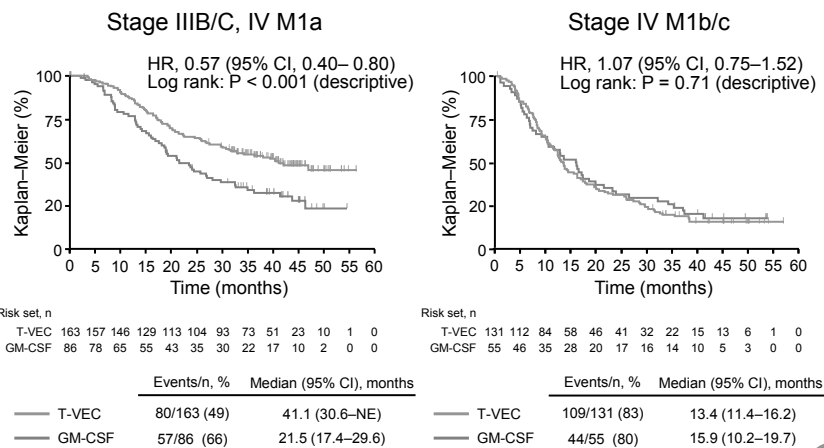 Stage IIIB/C, IV M1a
HR, 0.57 (95% CI, 0.40– 0.80)
Log rank: P < 0.001 (descriptive)
Kaplan–Meier (%)
100
75
50
20
0
0 5 10 15 20 25 30 35 40 45 50 55 60
Time (months)
Risk set, n
T-VEC 163 157 146 129 113 104 93 73 51 23 10 1 0
GM-CSF 86 78 65 55 43 35 30 22 17 10 2 0 0
Events/n, % Median (95% CI), months
T-VEC 80/163 (49) 41.1 (30.6–NE)
GM-CSF 57/86 (66) 21.5 (17.4–29.6)
Stage IV M1b/c
HR, 1.07 (95% CI, 0.75–1.52)
Log rank: P = 0.71 (descriptive)
Kaplan–Meier (%)
100
75
50
20
0
0 5 10 15 20 25 30 35 40 45 50 55 60
Time (months)
Risk set, n
T-VEC 131 112 84 58 46 41 32 22 15 13 6 1 0
GM-CSF 55 46 35 28 20 17 16 14 10 5 3 0 0
Events/n, % Median (95% CI), months
T-VEC 109/131 (83) 13.4 (11.4–16.2)
GM-CSF 44/55 (80) 15.9 (10.2–19.7)